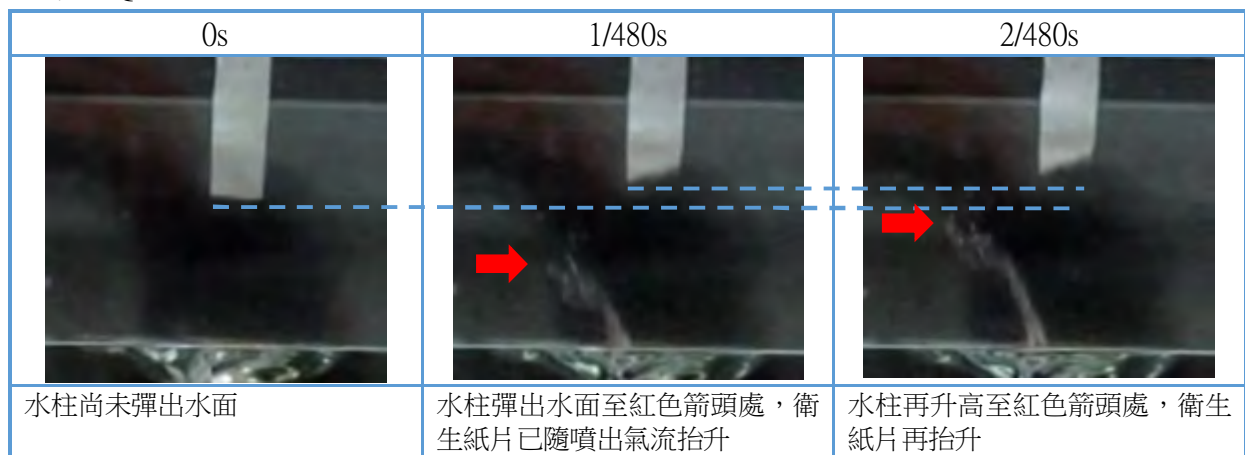 0s
1/480s
2/480s
水柱尚未彈出水面
水柱彈出水面至紅色箭頭處，衛
生紙片已隨噴出氣流抬升
水柱再升高至紅色箭頭處，衛生
紙片再抬升